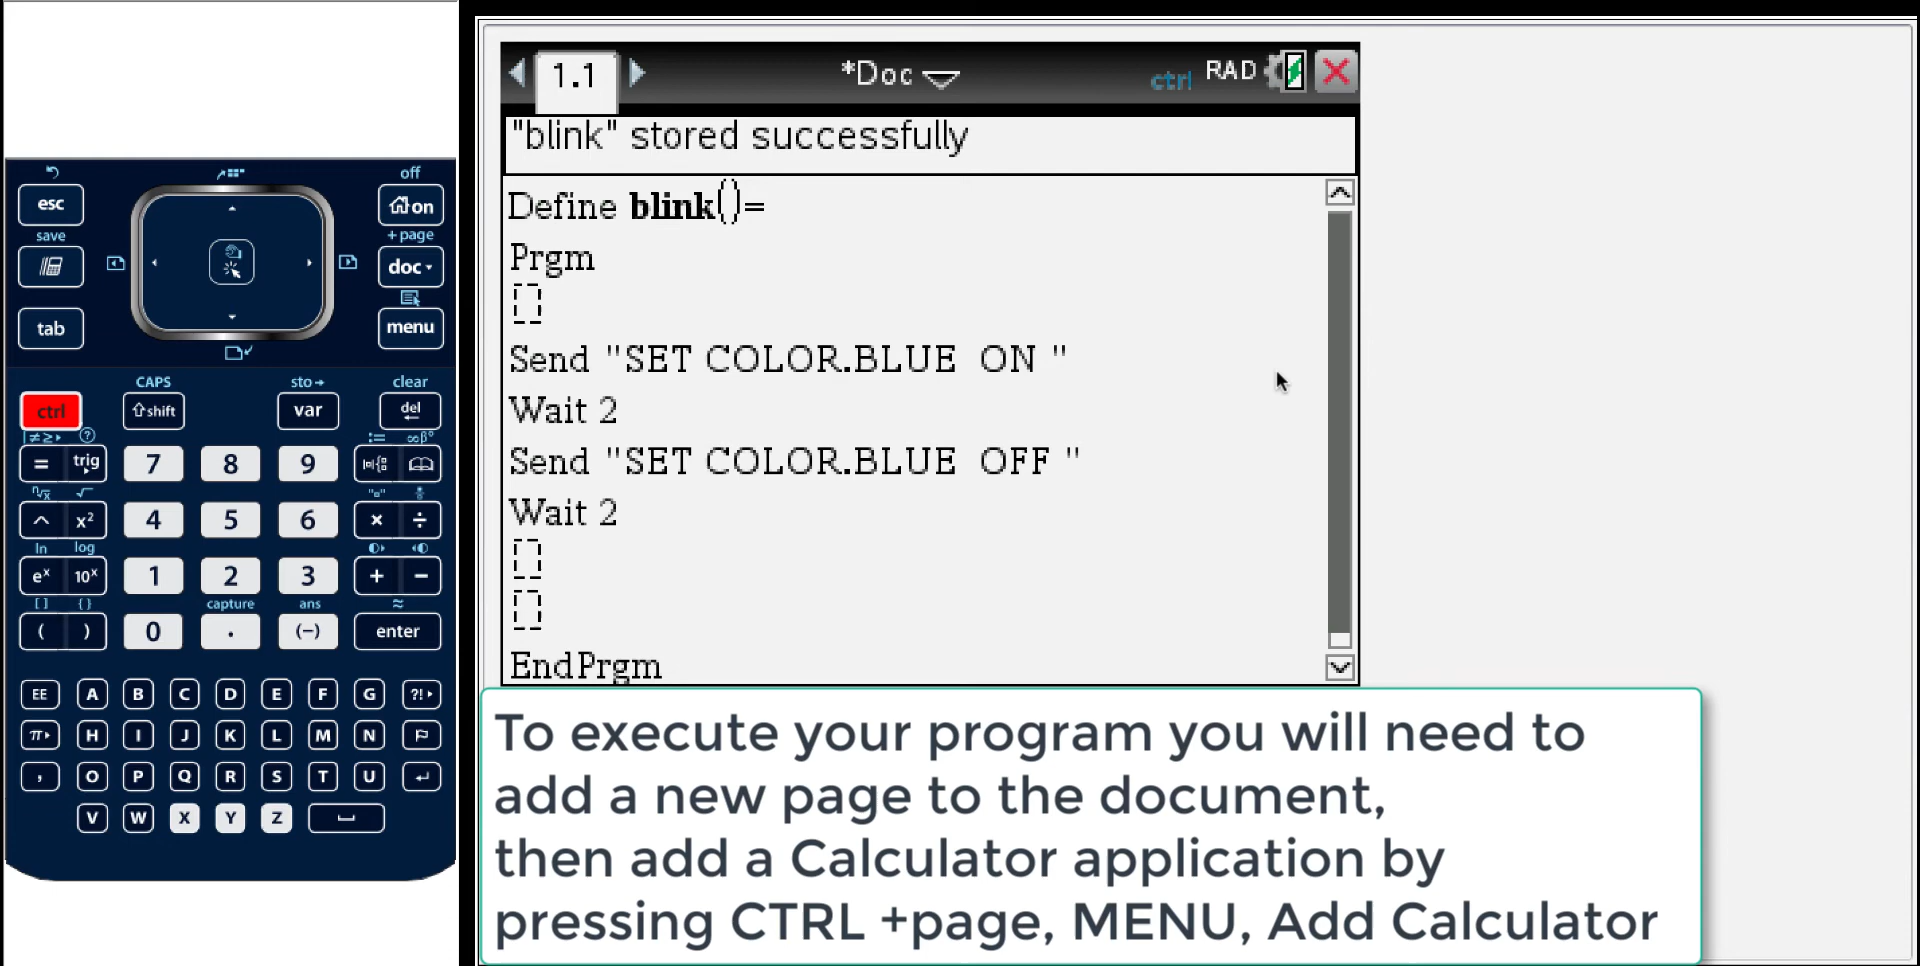 1.1 *Doc ctrl RAD
"blink" stored successfully
Define blink()=
Prgm
Send "SET COLOR.BLUE  ON "
Wait 2
Send "SET COLOR.BLUE  OFF "
Wait 2
EndPrgm
To execute your program you will need to
add a new page to the document,
then add a Calculator application by
pressing CTRL +page, MENU, Add Calculator
off
esc on
save + page
doc
tab menu
CAPS sto→ clear
ctrl ⇧shift var del
|≠≥▸ ? := ∞β°
= trig 7 8 9
ⁿ√x √ "□"
^ x² 4 5 6 × ÷
ln log
eˣ 10ˣ 1 2 3 + −
[ ] { } capture ans ≈
( ) 0 . (−) enter
EE A B C D E F G ?!▸
π▸ H I J K L M N
, O P Q R S T U ↵
V W X Y Z